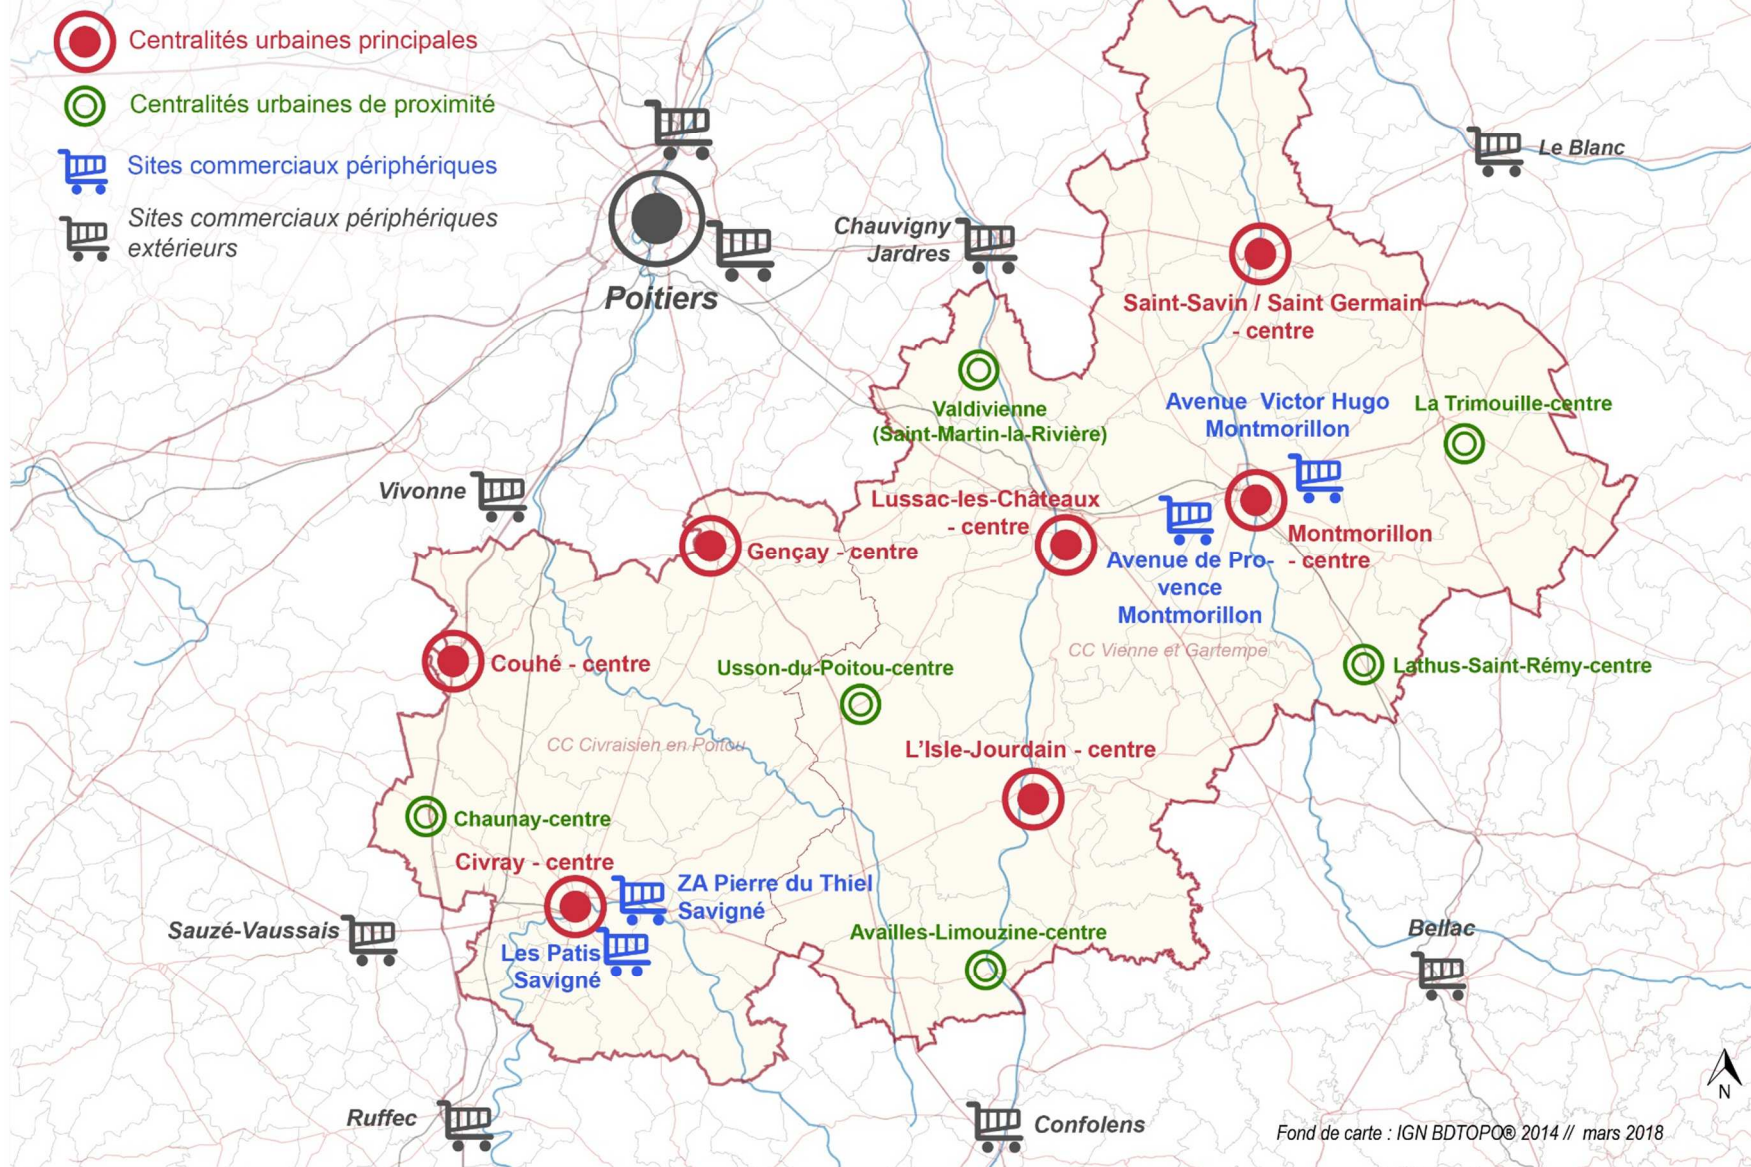 Centralités urbaines principales
Centralités urbaines de proximité
Sites commerciaux périphériques
Sites commerciaux périphériques
extérieurs
Poitiers
Chauvigny
Jardres
Le Blanc
Saint-Savin / Saint Germain
- centre
Valdivienne
(Saint-Martin-la-Rivière)
Avenue Victor Hugo
Montmorillon
La Trimouille-centre
Vivonne
Lussac-les-Châteaux
- centre
Gençay - centre
Montmorillon
- centre
Avenue de Pro-
vence
Montmorillon
CC Vienne et Gartempe
Couhé - centre
Usson-du-Poitou-centre
Lathus-Saint-Rémy-centre
CC Civraisien en Poitou
L'Isle-Jourdain - centre
Chaunay-centre
Civray - centre
ZA Pierre du Thiel
Savigné
Les Patis
Savigné
Sauzé-Vaussais
Availles-Limouzine-centre
Bellac
Ruffec
Confolens
N
Fond de carte : IGN BDTOPO® 2014 // mars 2018